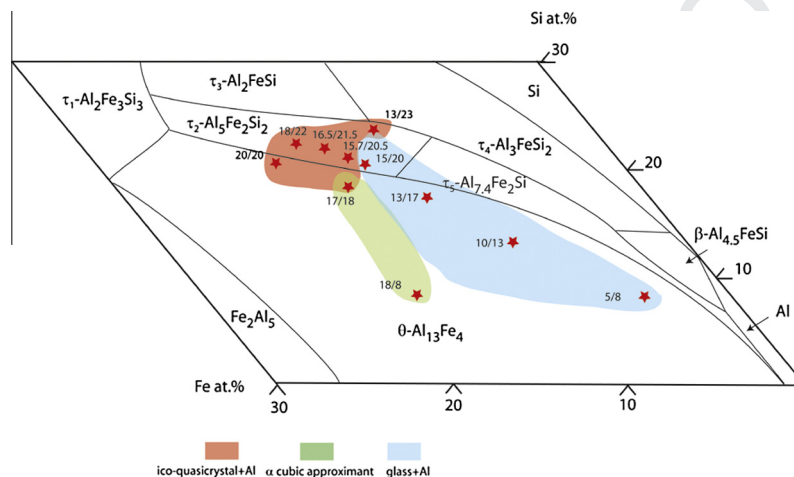 Si at.%
30
Si
τ3-Al2FeSi
τ1-Al2Fe3Si3
13/23
τ2-Al5Fe2Si2
18/22
16.5/21.5
15.7/20.5
τ4-Al3FeSi2
20/20
15/20
20
τ5-Al7.4Fe2Si
17/18
13/17
β-Al4.5FeSi
10/13
10
18/8
5/8
Al
Fe2Al5
θ-Al13Fe4
Fe at.%
30
20
10
ico-quasicrystal+Al
α cubic approximant
glass+Al